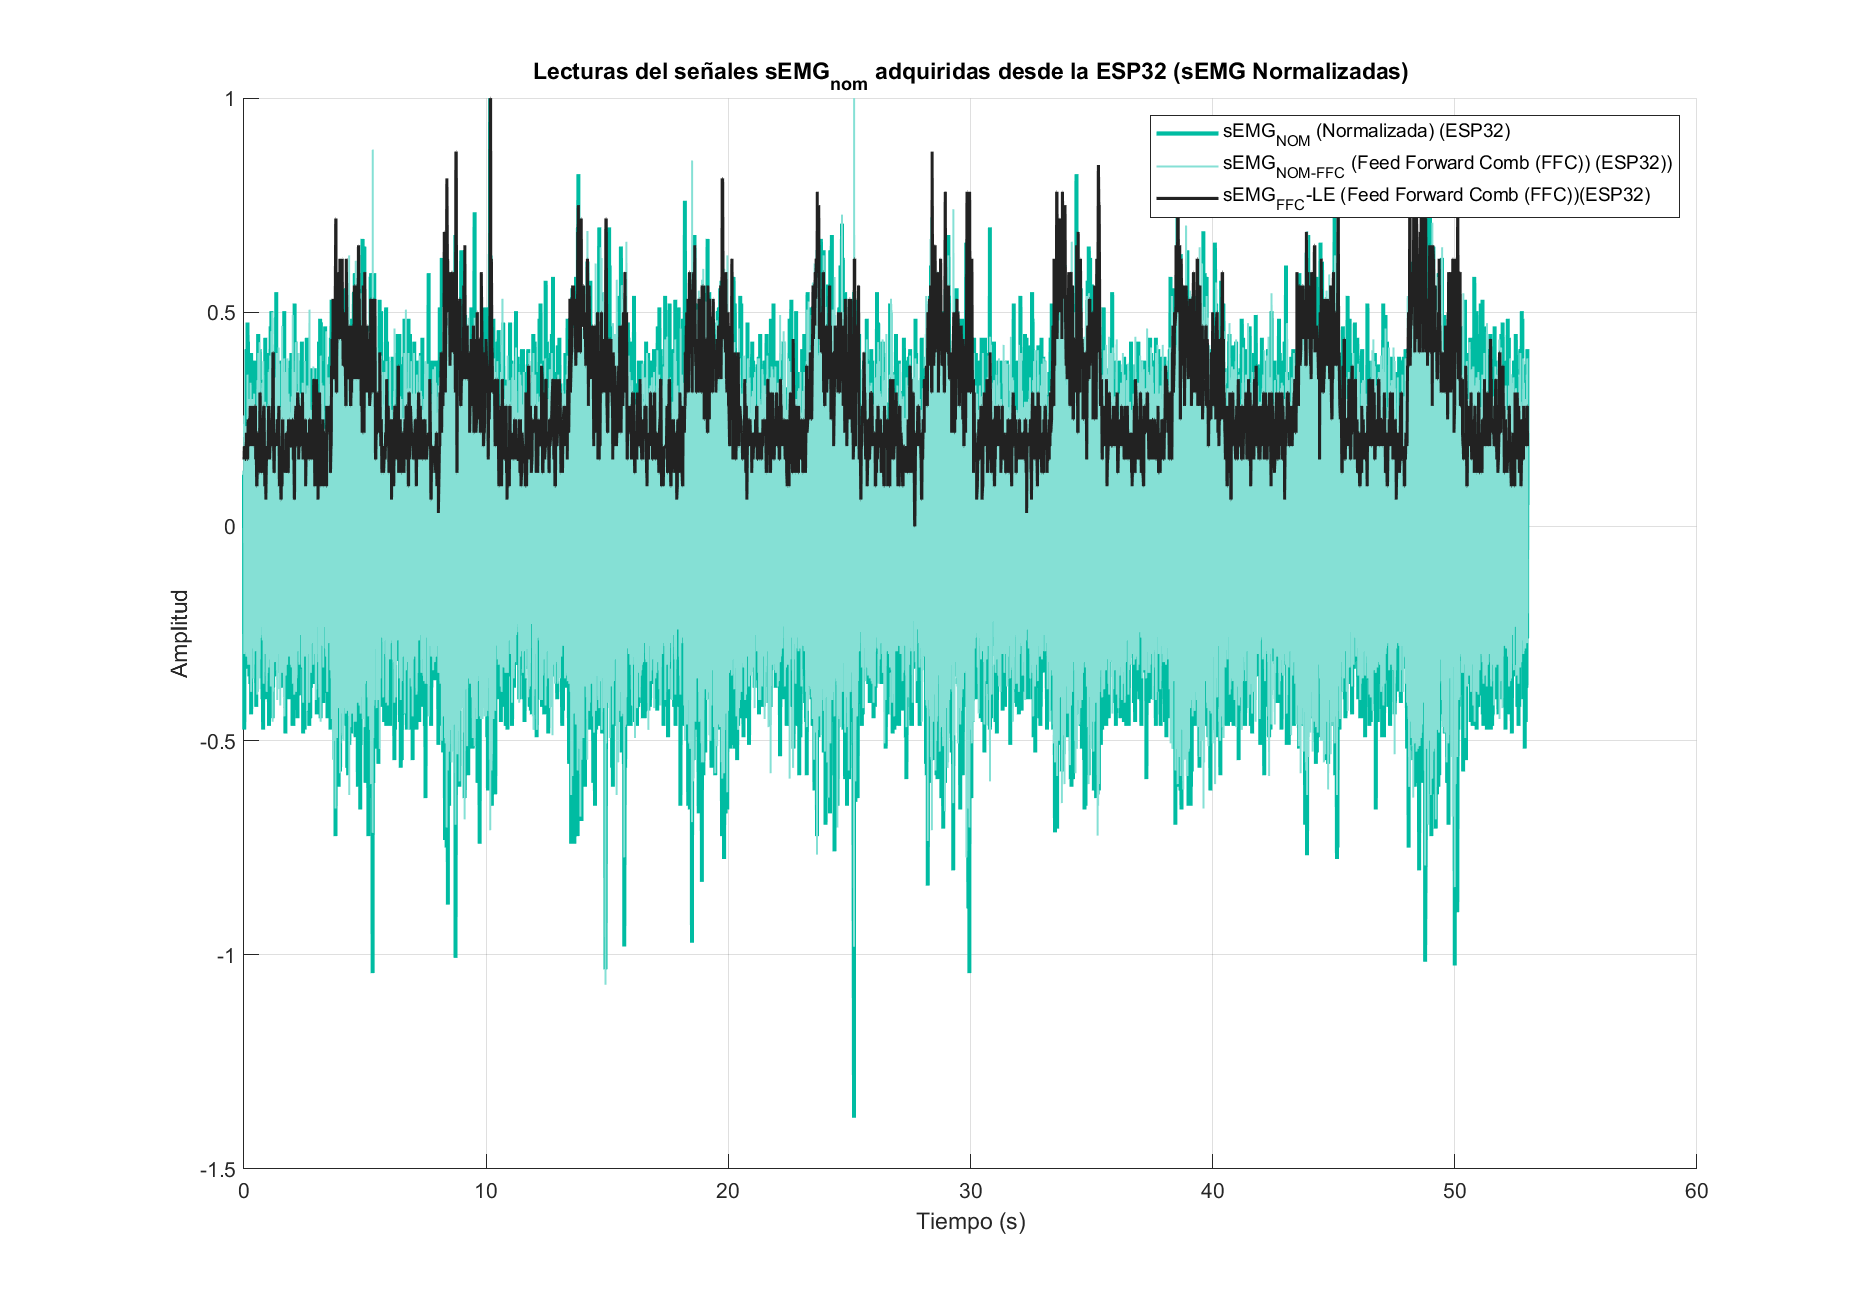 Lecturas del señales sEMGnom adquiridas desde la ESP32 (sEMG Normalizadas)
sEMGNOM (Normalizada) (ESP32)
sEMGNOM-FFC (Feed Forward Comb (FFC)) (ESP32))
sEMGFFC-LE (Feed Forward Comb (FFC))(ESP32)
1
0.5
0
-0.5
-1
-1.5
Amplitud
0 10 20 30 40 50 60
Tiempo (s)